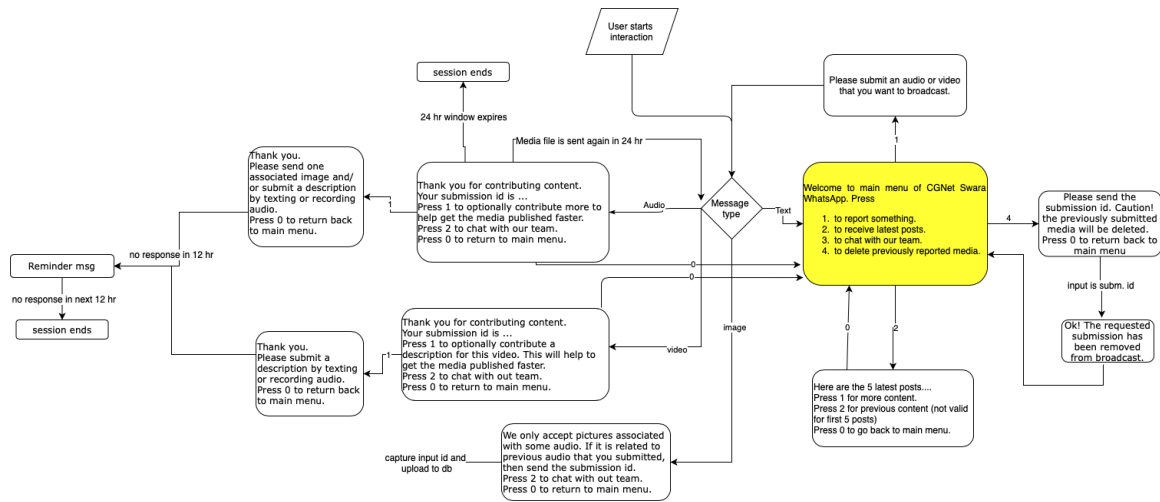 User starts
interaction
session ends
Please submit an audio or video
that you want to broadcast.
24 hr window expires
Media file is sent again in 24 hr
1
Thank you.
Please send one
associated image and/
or submit a description
by texting or recording
audio.
Press 0 to return back
to main menu.
1
Thank you for contributing content.
Your submission id is ...
Press 1 to optionally contribute more to
help get the media published faster.
Press 2 to chat with our team.
Press 0 to return to main menu.
Audio
Message
type
Text
Welcome to main menu of CGNet Swara
WhatsApp. Press
1. to report something.
2. to receive latest posts.
3. to chat with our team.
4. to delete previously reported media.
4
Please send the
submission id. Caution!
the previously submitted
media will be deleted.
Press 0 to return back to
main menu
no response in 12 hr
Reminder msg
0
0
input is subm. id
no response in next 12 hr
session ends
Thank you.
Please submit a
description by texting
or recording audio.
Press 0 to return back
to main menu.
1
Thank you for contributing content.
Your submission id is ...
Press 1 to optionally contribute a
description for this video. This will help to
get the media published faster.
Press 2 to chat with out team.
Press 0 to return to main menu.
video
image
0
2
Ok! The requested
submission has
been removed
from broadcast.
Here are the 5 latest posts....
Press 1 for more content.
Press 2 for previous content (not valid
for first 5 posts)
Press 0 to go back to main menu.
capture input id and
upload to db
We only accept pictures associated
with some audio. If it is related to
previous audio that you submitted,
then send the submission id.
Press 2 to chat with out team.
Press 0 to return to main menu.